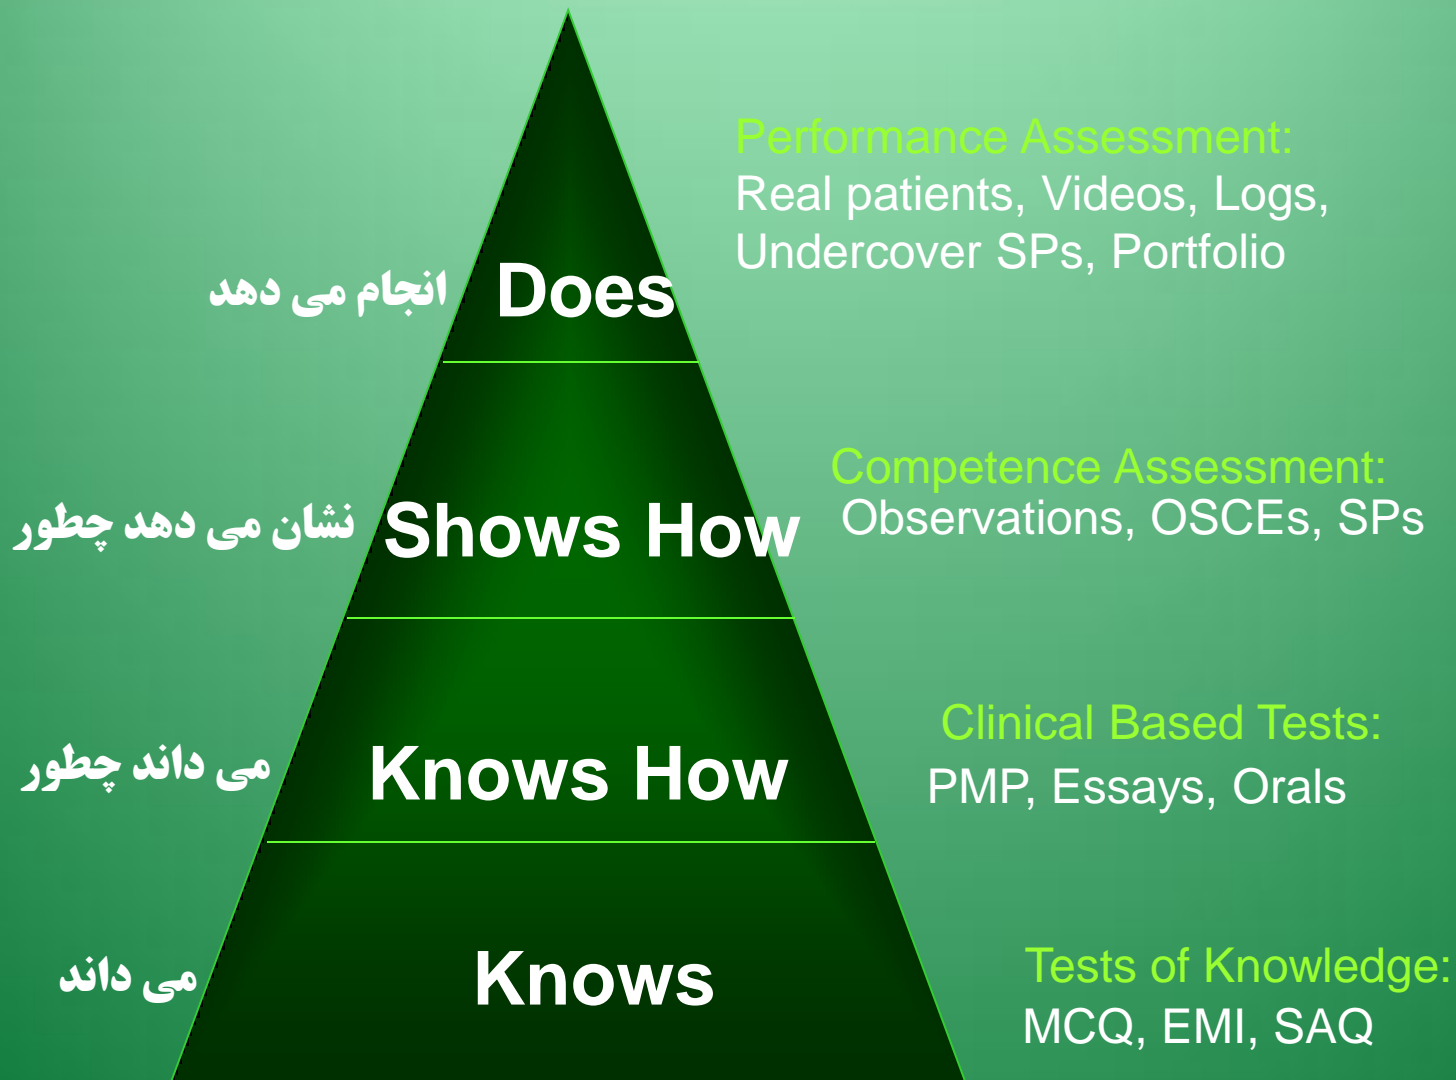 Performance Assessment:
Real patients, Videos, Logs,
Undercover SPs, Portfolio
انجام می دهد
Does
Competence Assessment:
Observations, OSCEs, SPs
نشان می دهد چطور
Shows How
Clinical Based Tests:
PMP, Essays, Orals
می داند چطور
Knows How
Tests of Knowledge:
MCQ, EMI, SAQ
می داند
Knows